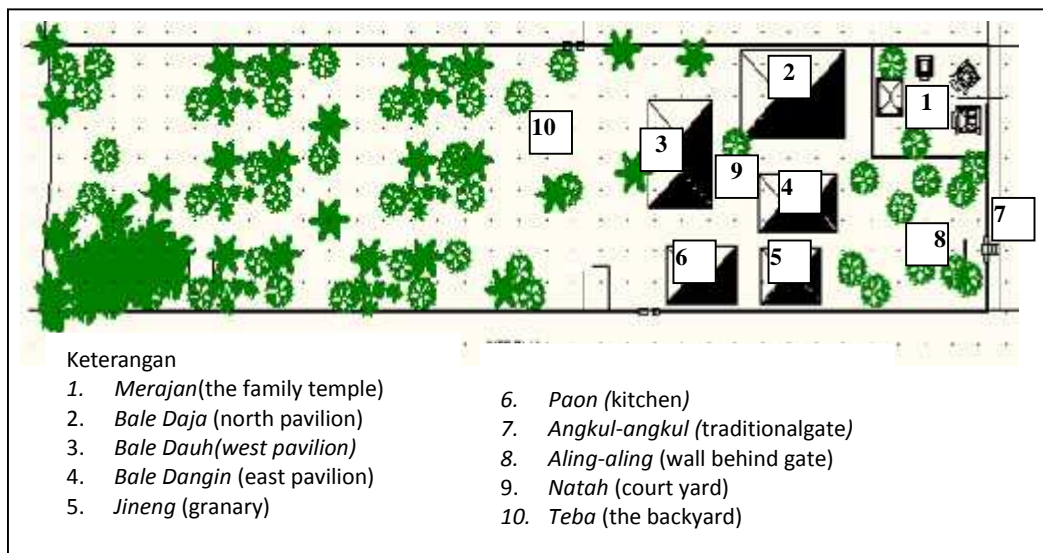 2
1
10
3
9
4
7
8
6
5
Keterangan
1. Merajan(the family temple)
2. Bale Daja (north pavilion)
3. Bale Dauh(west pavilion)
4. Bale Dangin (east pavilion)
5. Jineng (granary)
6. Paon (kitchen)
7. Angkul-angkul (traditionalgate)
8. Aling-aling (wall behind gate)
9. Natah (court yard)
10. Teba (the backyard)